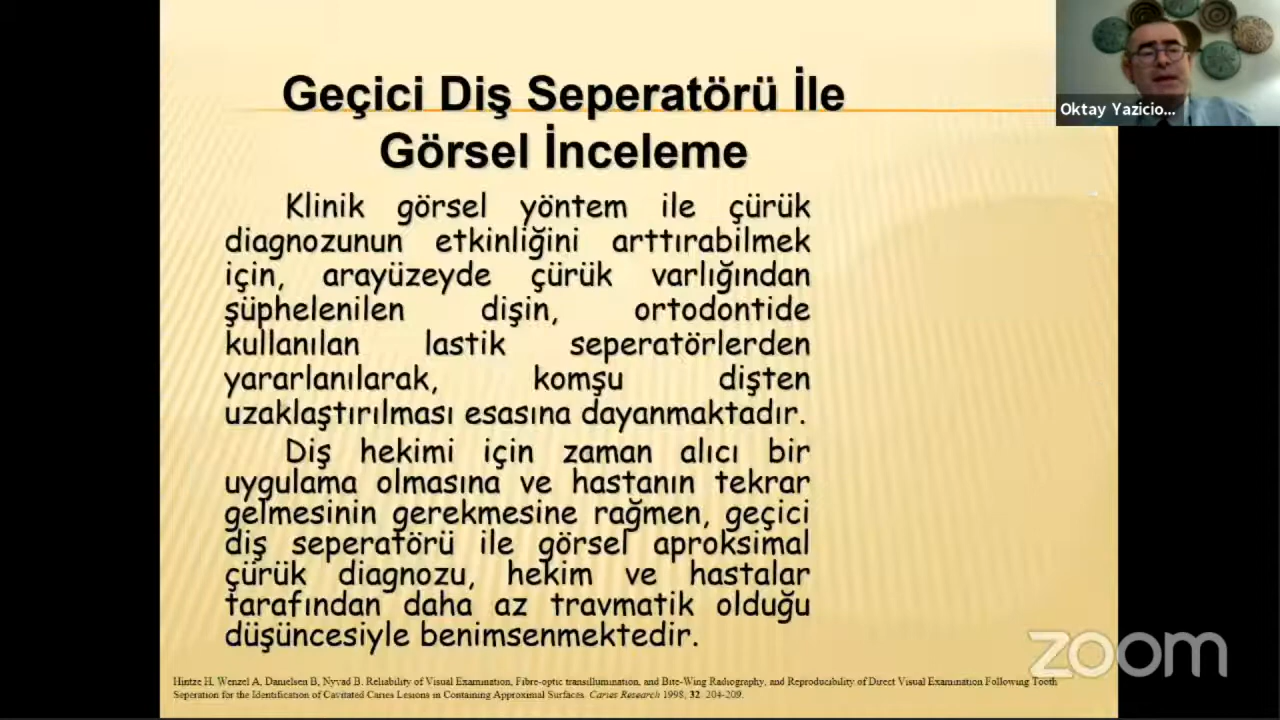 Geçici Diş Seperatörü İle
Görsel İnceleme
Klinik görsel yöntem ile çürük
diagnozunun etkinliğini arttırabilmek
için, arayüzeyde çürük varlığından
şüphelenilen dişin, ortodontide
kullanılan lastik seperatörlerden
yararlanılarak, komşu dişten
uzaklaştırılması esasına dayanmaktadır.
Diş hekimi için zaman alıcı bir
uygulama olmasına ve hastanın tekrar
gelmesinin gerekmesine rağmen, geçici
diş seperatörü ile görsel aproksimal
çürük diagnozu, hekim ve hastalar
tarafından daha az travmatik olduğu
düşüncesiyle benimsenmektedir.
Hintze H, Wenzel A, Danielsen B, Nyvad B. Reliability of Visual Examination, Fibre-optic transillumination, and Bite-Wing Radiography, and Reproducibility of Direct Visual Examination Following Tooth
Seperation for the Identification of Cavitated Caries Lesions in Containing Approximal Surfaces. Caries Research 1998; 32: 204-209.
Oktay Yazicio...
zoom